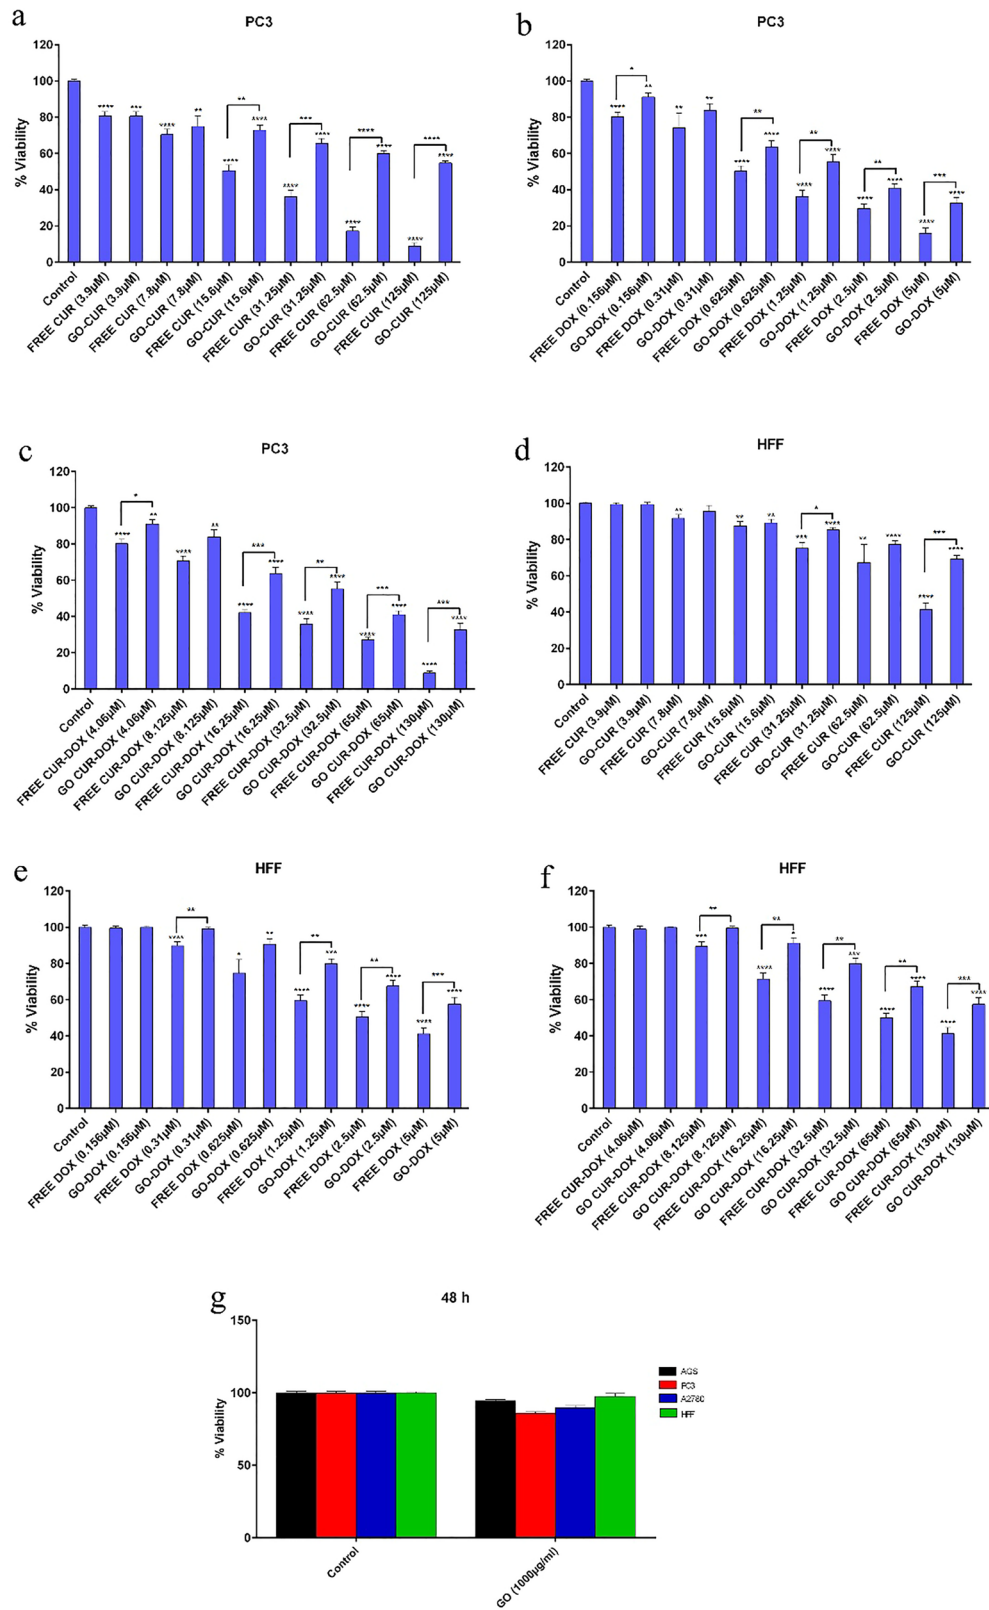 a
PC3
% Viability
120
100
80
60
40
20
0
**** *** **** ** **** ** **** **** *** **** **** **** **** **** **** ****
Control
FREE CUR (3.9µM)
GO-CUR (3.9µM)
FREE CUR (7.8µM)
GO-CUR (7.8µM)
FREE CUR (15.6µM)
GO-CUR (15.6µM)
FREE CUR (31.25µM)
GO-CUR (31.25µM)
FREE CUR (62.5µM)
GO-CUR (62.5µM)
FREE CUR (125µM)
GO-CUR (125µM)
b
PC3
% Viability
120
100
80
60
40
20
0
**** * ** ** ** **** ** **** **** ** **** **** ** **** **** *** ****
Control
FREE DOX (0.156µM)
GO-DOX (0.156µM)
FREE DOX (0.31µM)
GO-DOX (0.31µM)
FREE DOX (0.625µM)
GO-DOX (0.625µM)
FREE DOX (1.25µM)
GO-DOX (1.25µM)
FREE DOX (2.5µM)
GO-DOX (2.5µM)
FREE DOX (5µM)
GO-DOX (5µM)
c
PC3
% Viability
120
100
80
60
40
20
0
**** * ** **** ** **** *** **** **** ** **** **** *** **** **** *** ****
Control
FREE CUR-DOX (4.06µM)
GO CUR-DOX (4.06µM)
FREE CUR-DOX (8.125µM)
GO CUR-DOX (8.125µM)
FREE CUR-DOX (16.25µM)
GO CUR-DOX (16.25µM)
FREE CUR-DOX (32.5µM)
GO CUR-DOX (32.5µM)
FREE CUR-DOX (65µM)
GO CUR-DOX (65µM)
FREE CUR-DOX (130µM)
GO CUR-DOX (130µM)
d
HFF
% Viability
120
100
80
60
40
20
0
** ** ** *** * **** ** **** **** *** ****
Control
FREE CUR (3.9µM)
GO-CUR (3.9µM)
FREE CUR (7.8µM)
GO-CUR (7.8µM)
FREE CUR (15.6µM)
GO-CUR (15.6µM)
FREE CUR (31.25µM)
GO-CUR (31.25µM)
FREE CUR (62.5µM)
GO-CUR (62.5µM)
FREE CUR (125µM)
GO-CUR (125µM)
e
HFF
% Viability
120
100
80
60
40
20
0
**** ** * ** **** ** *** **** ** **** **** *** ****
Control
FREE DOX (0.156µM)
GO-DOX (0.156µM)
FREE DOX (0.31µM)
GO-DOX (0.31µM)
FREE DOX (0.625µM)
GO-DOX (0.625µM)
FREE DOX (1.25µM)
GO-DOX (1.25µM)
FREE DOX (2.5µM)
GO-DOX (2.5µM)
FREE DOX (5µM)
GO-DOX (5µM)
f
HFF
% Viability
120
100
80
60
40
20
0
*** ** **** ** * **** ** *** **** ** **** **** *** ****
Control
FREE CUR-DOX (4.06µM)
GO CUR-DOX (4.06µM)
FREE CUR-DOX (8.125µM)
GO CUR-DOX (8.125µM)
FREE CUR-DOX (16.25µM)
GO CUR-DOX (16.25µM)
FREE CUR-DOX (32.5µM)
GO CUR-DOX (32.5µM)
FREE CUR-DOX (65µM)
GO CUR-DOX (65µM)
FREE CUR-DOX (130µM)
GO CUR-DOX (130µM)
g
48 h
% Viability
150
100
50
0
Control
GO (1000µg/ml)
AGS
PC3
A2780
HFF